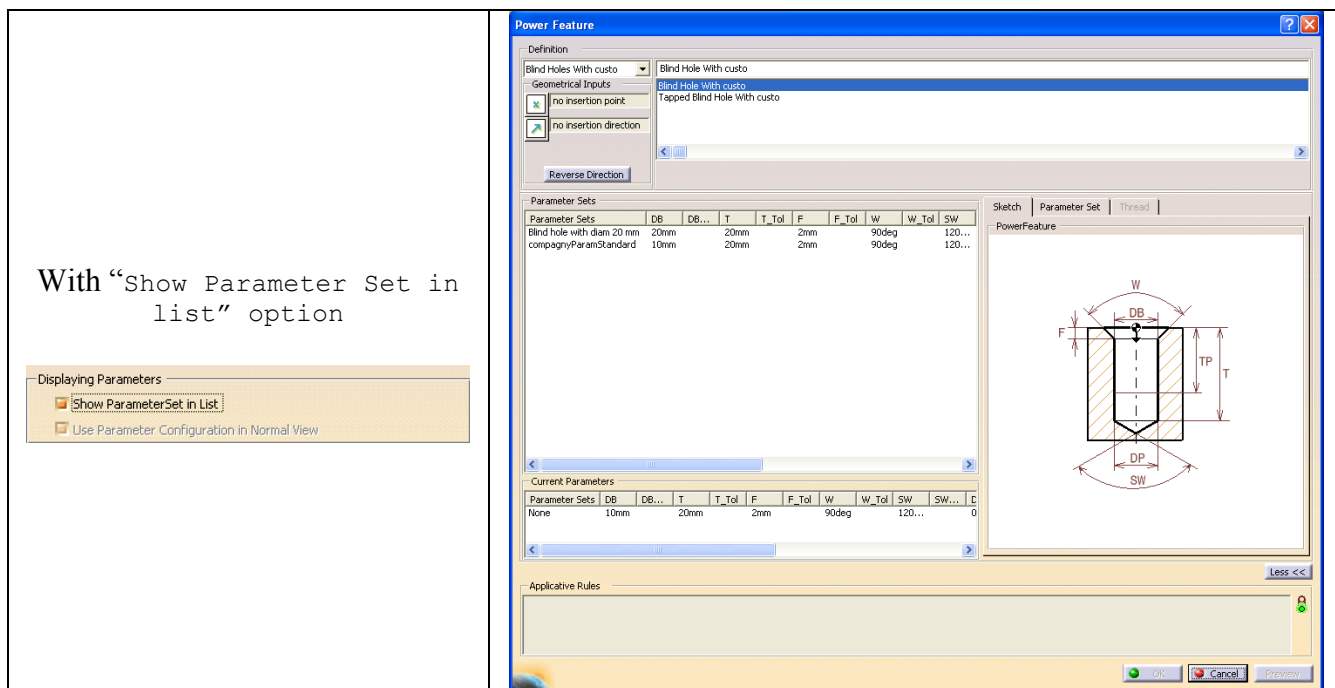 With “Show Parameter Set in
list” option
Displaying Parameters
Show ParameterSet in List
Use Parameter Configuration in Normal View
Power Feature
Definition
Blind Holes With custo
Blind Hole With custo
Geometrical Inputs
Blind Hole With custo
no insertion point
Tapped Blind Hole With custo
no insertion direction
Reverse Direction
Parameter Sets
Parameter Sets DB DB... T T_Tol F F_Tol W W_Tol SW
Blind hole with diam 20 mm 20mm 20mm 2mm 90deg 120...
compagnyParamStandard 10mm 20mm 2mm 90deg 120...
Sketch Parameter Set Thread
PowerFeature
W
DB
F
TP
T
DP
SW
Current Parameters
Parameter Sets DB DB... T T_Tol F F_Tol W W_Tol SW SW...
None 10mm 20mm 2mm 90deg 120... 0
Less <<
Applicative Rules
OK Cancel Preview